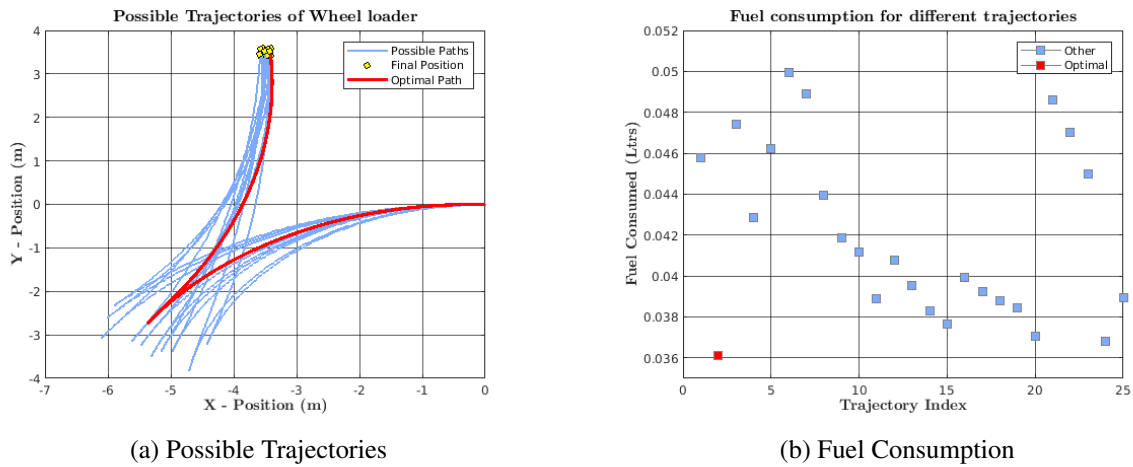 Possible Trajectories of Wheel loader
Possible Paths
Final Position
Optimal Path
4
3
2
1
0
-1
-2
-3
-4
Y - Position (m)
-7
-6
-5
-4
-3
-2
-1
0
X - Position (m)
(a) Possible Trajectories
Fuel consumption for different trajectories
Other
Optimal
0.052
0.05
0.048
0.046
0.044
0.042
0.04
0.038
0.036
Fuel Consumed (Ltrs)
0
5
10
15
20
25
Trajectory Index
(b) Fuel Consumption